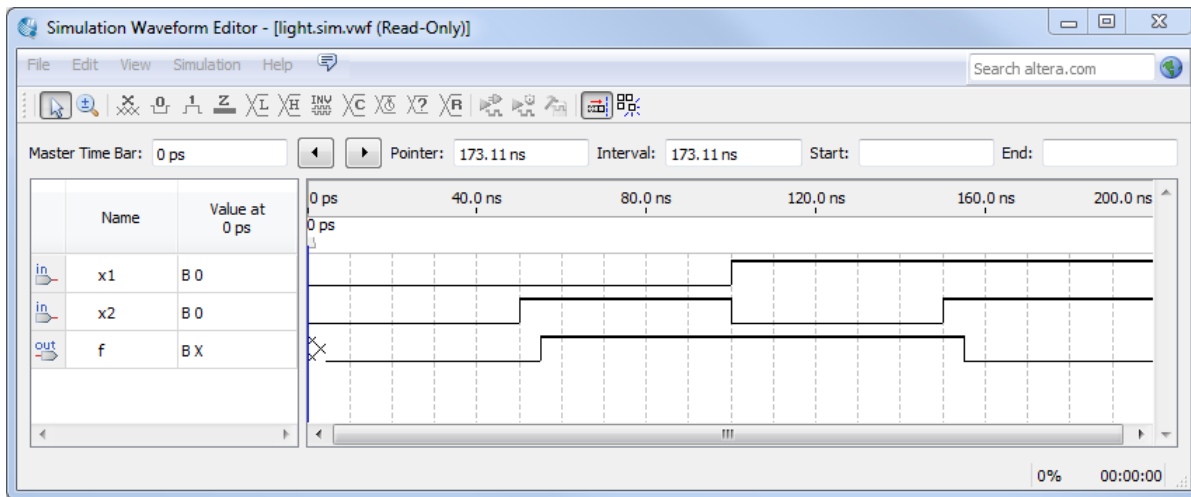 Simulation Waveform Editor - [light.sim.vwf (Read-Only)]
File Edit View Simulation Help
Search altera.com
Master Time Bar: 0 ps Pointer: 173.11 ns Interval: 173.11 ns Start: End:
Name Value at 0 ps
0 ps 40.0 ns 80.0 ns 120.0 ns 160.0 ns 200.0 ns
0 ps
in x1 B 0
in x2 B 0
out f B X
0% 00:00:00